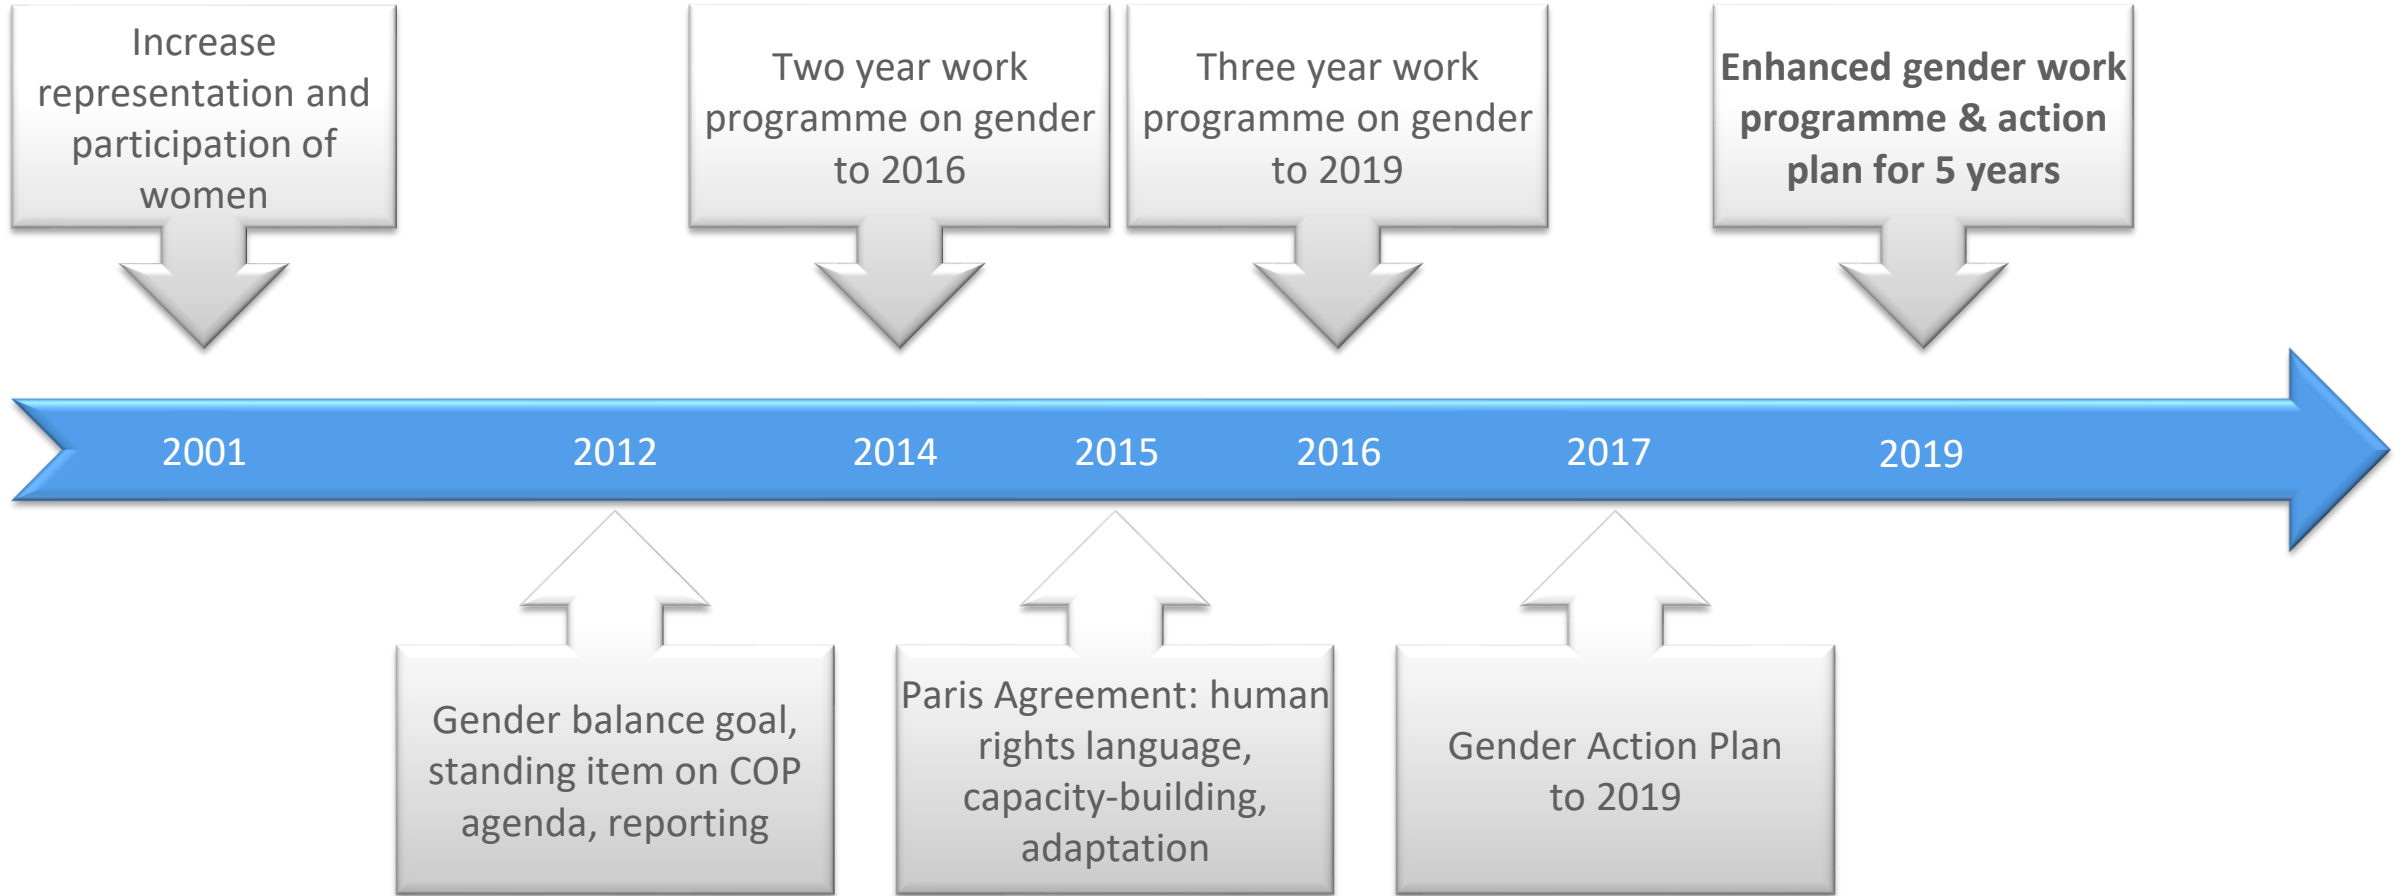 Increase
representation and
participation of
women
Two year work
programme on gender
to 2016
Three year work
programme on gender
to 2019
Enhanced gender work
programme & action
plan for 5 years
2001
2012
2014
2015
2016
2017
2019
Gender balance goal,
standing item on COP
agenda, reporting
Paris Agreement: human
rights language,
capacity-building,
adaptation
Gender Action Plan
to 2019